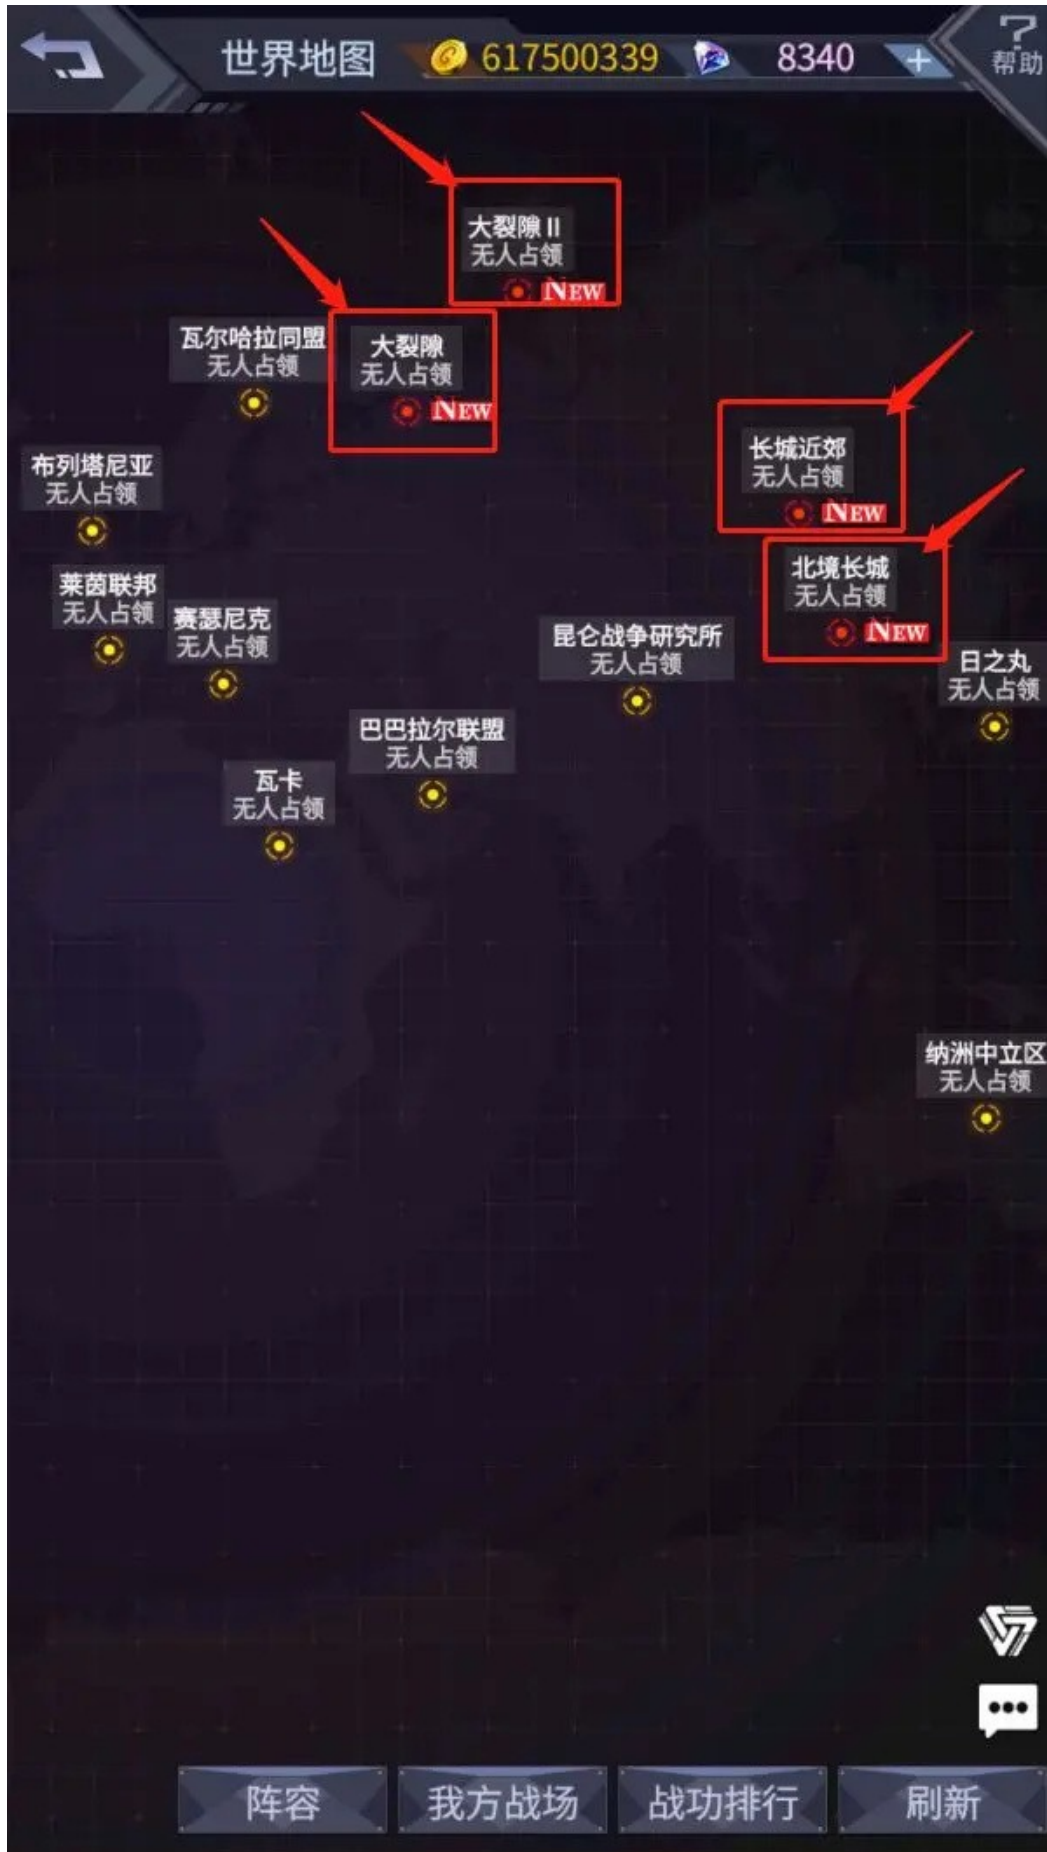 世界地图
617500339
8340
+
?
帮助
大裂隙 II
无人占领
NEW
瓦尔哈拉同盟
无人占领
大裂隙
无人占领
NEW
长城近郊
无人占领
NEW
布列塔尼亚
无人占领
北境长城
无人占领
NEW
莱茵联邦
无人占领
赛瑟尼克
无人占领
昆仑战争研究所
无人占领
日之丸
无人占领
巴巴拉尔联盟
无人占领
瓦卡
无人占领
纳洲中立区
无人占领
阵容
我方战场
战功排行
刷新